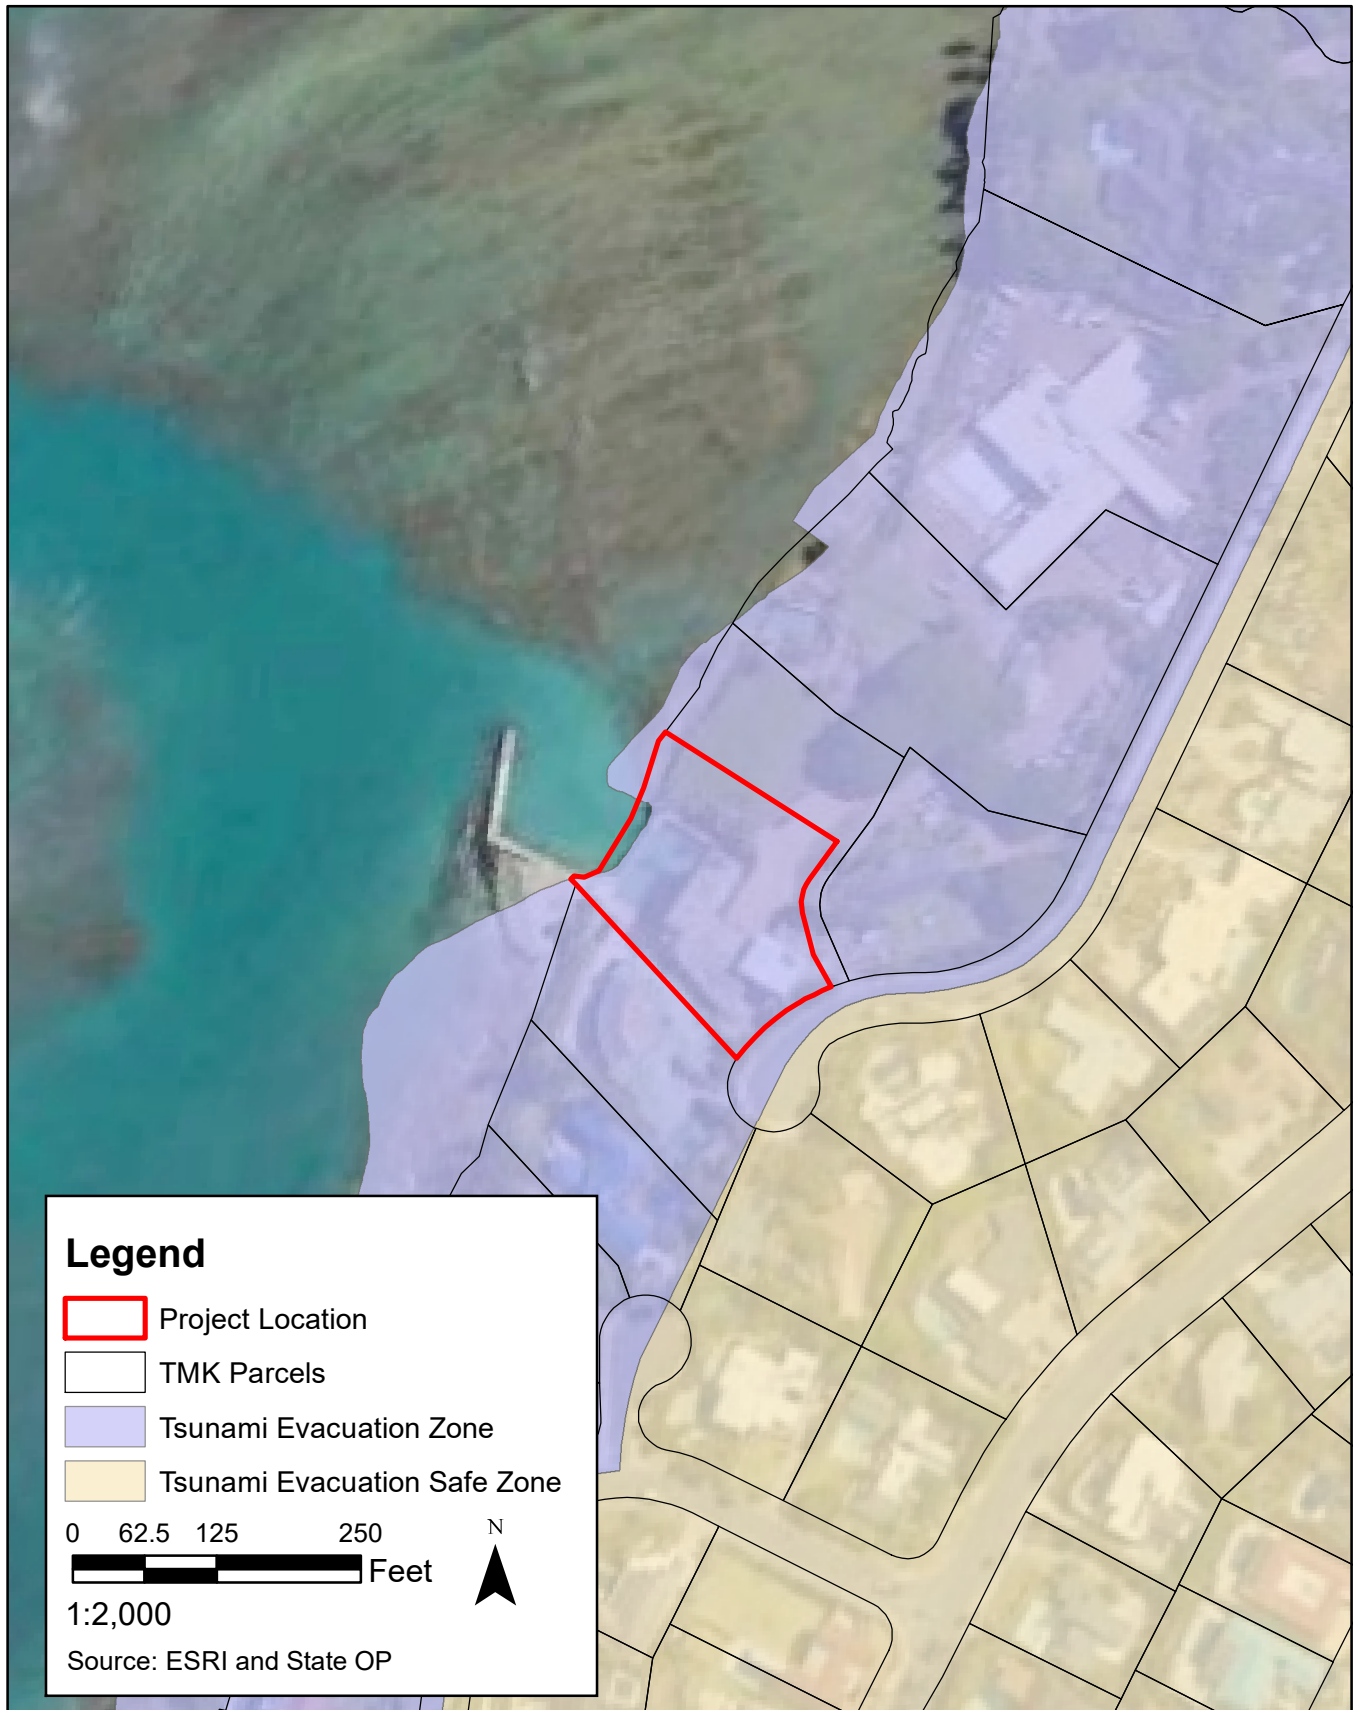 Legend
Project Location
TMK Parcels
Tsunami Evacuation Zone
Tsunami Evacuation Safe Zone
0 62.5 125 250
Feet
N
1:2,000
Source: ESRI and State OP